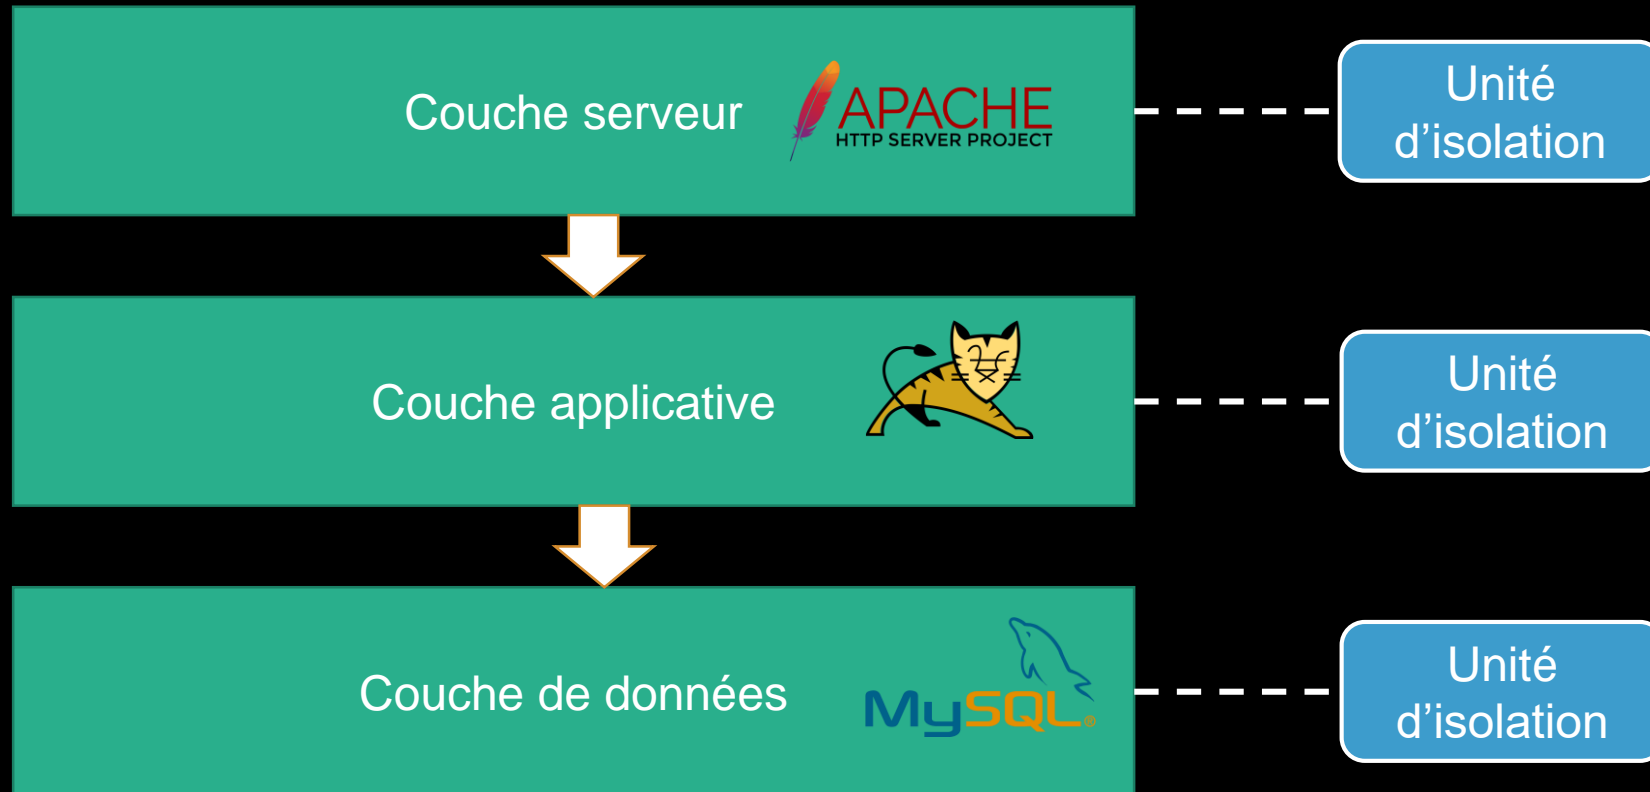 Couche serveur
APACHE
HTTP SERVER PROJECT
Unité
d’isolation
Couche applicative
Unité
d’isolation
Couche de données
MySQL®
Unité
d’isolation